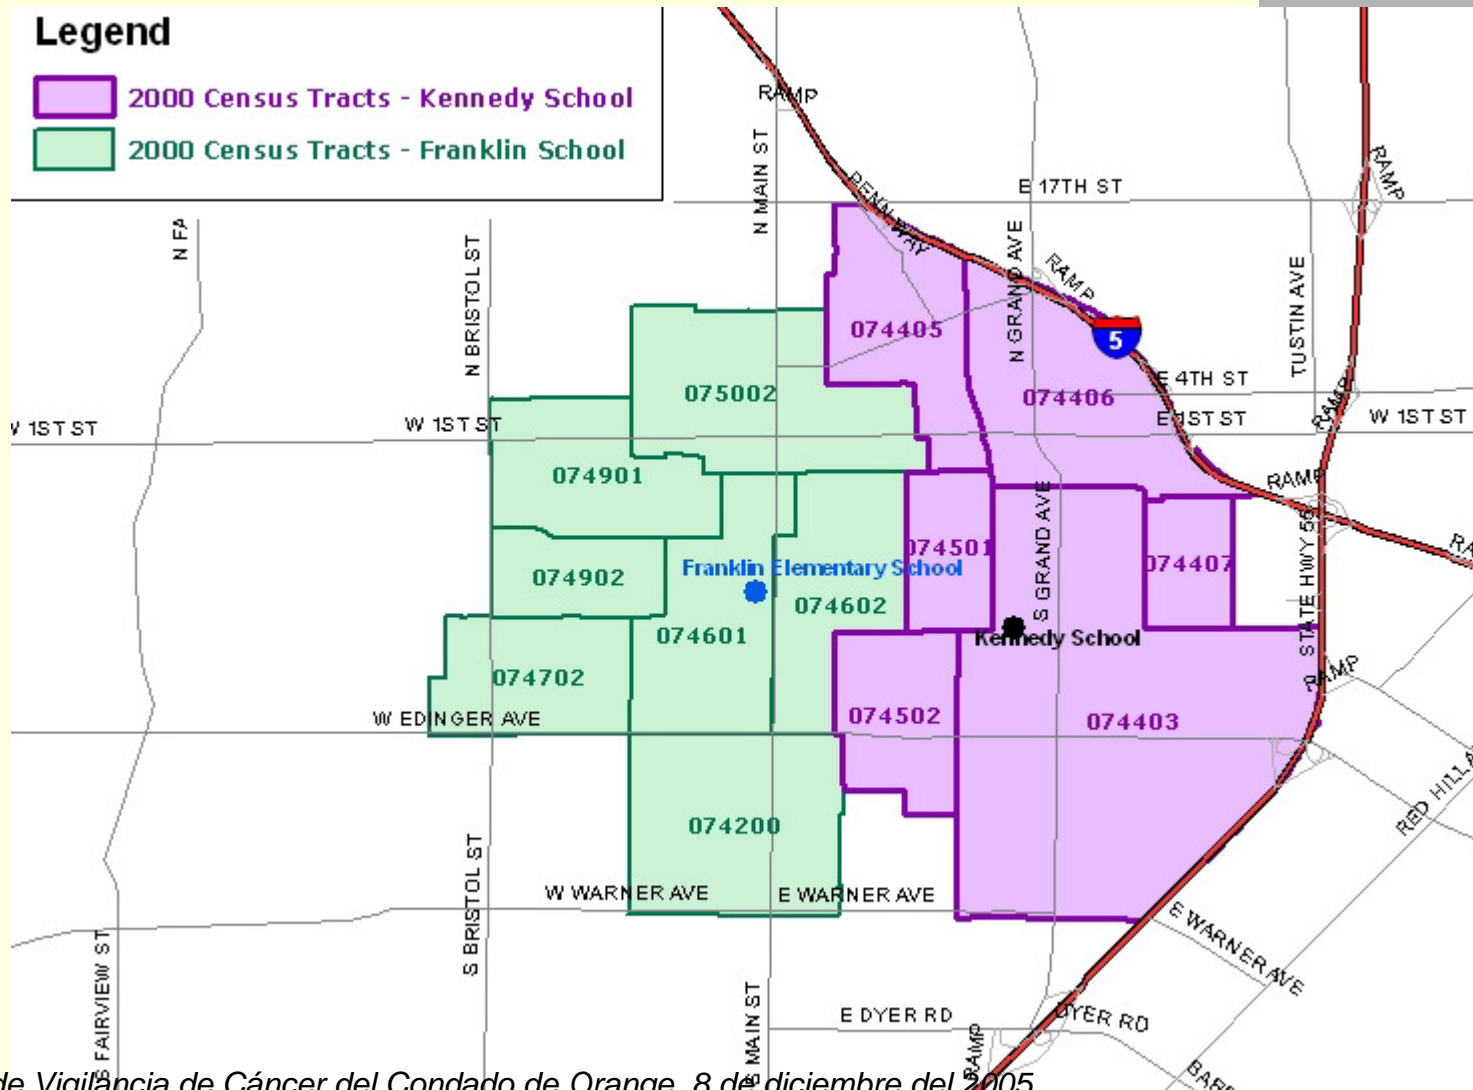 Legend
2000 Census Tracts - Kennedy School
2000 Census Tracts - Franklin School
RAMP
N MAIN ST
PENN WAY
E 17TH ST
RAMP
N FA
N BRISTOL ST
N GRAND AVE
RAMP
TUSTIN AVE
074405
5
075002
074406
E 4TH ST
RAMP
W 1ST ST
W 1ST ST
E 1ST ST
W 1ST ST
074901
RAMP
S GRAND AVE
STATE HWY 55
RA
074501
074407
074902
Franklin Elementary School
074602
074601
Kennedy School
074702
RAMP
W EDINGER AVE
074502
074403
RED HILL A
074200
S BRISTOL ST
W WARNER AVE
E WARNER AVE
E WARNER AVE
S FAIRVIEW ST
S MAIN ST
E DYER RD
DYER RD
RAMP
BARR
de Vigilancia de Cáncer del Condado de Orange, 8 de diciembre del 2005